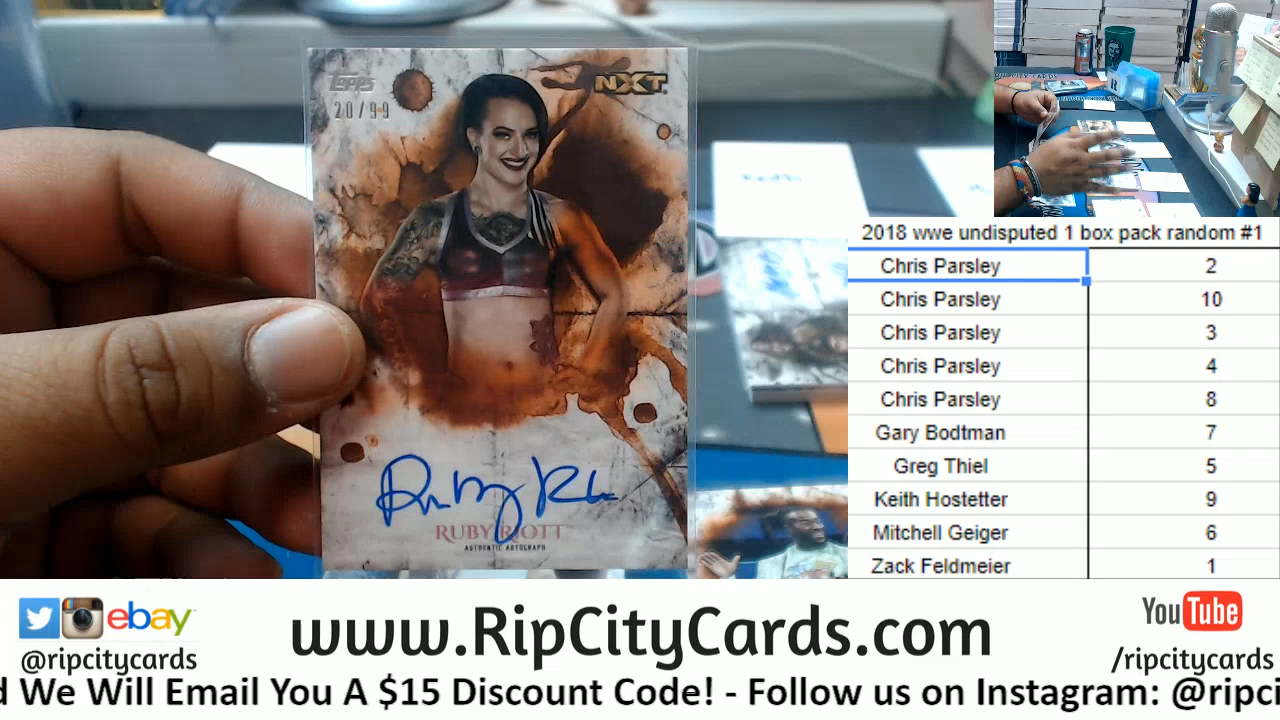 Topps
20/99
NXT
Ruby Rio
RUBY RIOTT
AUTHENTIC AUTOGRAPH
2018 wwe undisputed 1 box pack random #1
Chris Parsley 2
Chris Parsley 10
Chris Parsley 3
Chris Parsley 4
Chris Parsley 8
Gary Bodtman 7
Greg Thiel 5
Keith Hostetter 9
Mitchell Geiger 6
Zack Feldmeier 1
ebay
@ripcitycards
www.RipCityCards.com
YouTube
/ripcitycards
d We Will Email You A $15 Discount Code! - Follow us on Instagram: @ripci